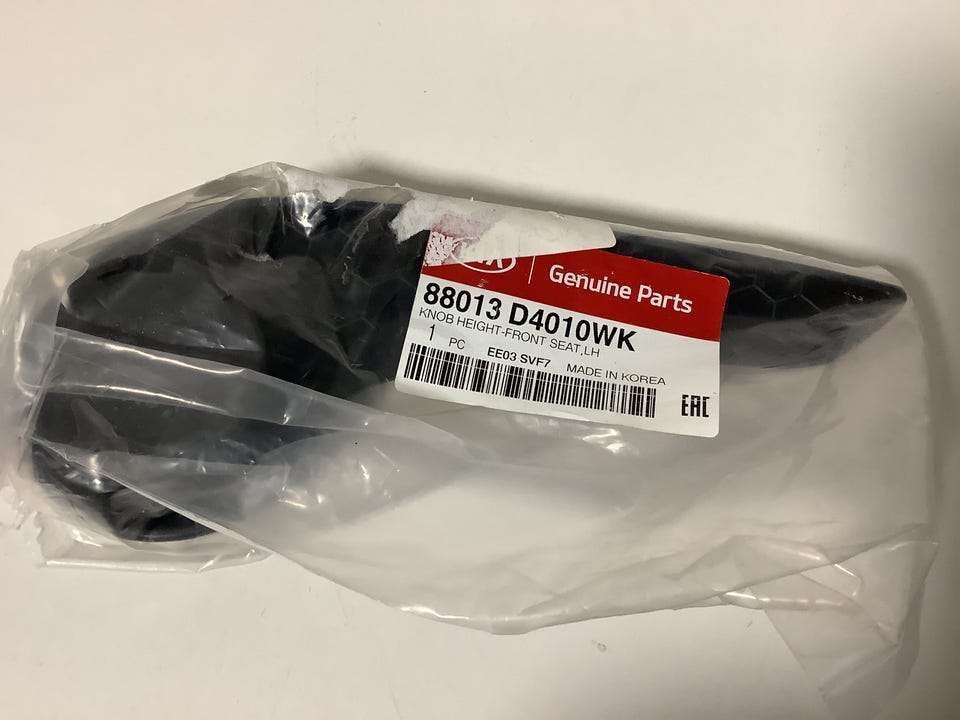 Genuine Parts
88013 D4010WK
KNOB HEIGHT-FRONT SEAT,LH
1 PC EE03 SVF7 MADE IN KOREA
EAC